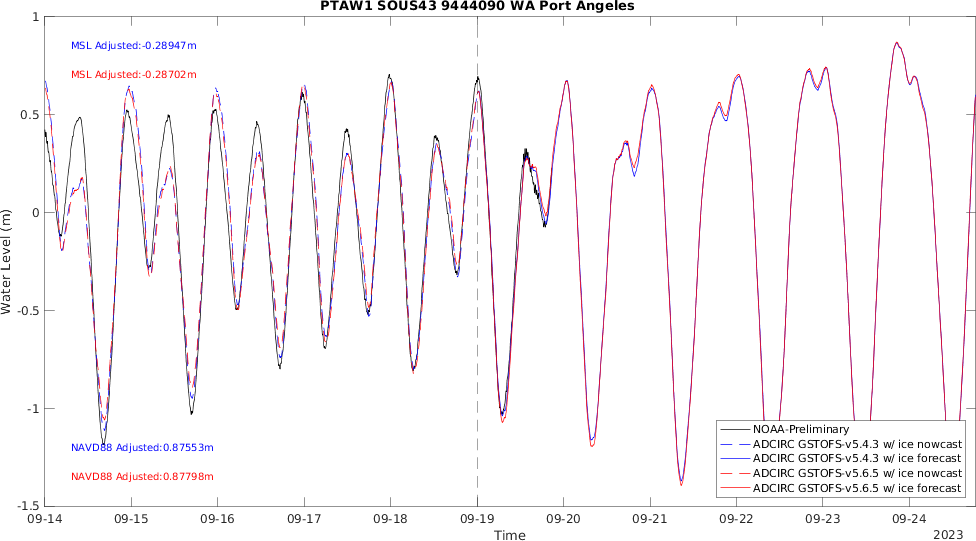 PTAW1 SOUS43 9444090 WA Port Angeles
1
MSL Adjusted:-0.28947m
MSL Adjusted:-0.28702m
0.5
0
Water Level (m)
-0.5
-1
NOAA-Preliminary
ADCIRC GSTOFS-v5.4.3 w/ ice nowcast
ADCIRC GSTOFS-v5.4.3 w/ ice forecast
ADCIRC GSTOFS-v5.6.5 w/ ice nowcast
ADCIRC GSTOFS-v5.6.5 w/ ice forecast
NAVD88 Adjusted:0.87553m
NAVD88 Adjusted:0.87798m
-1.5
09-14 09-15 09-16 09-17 09-18 09-19 09-20 09-21 09-22 09-23 09-24
Time
2023